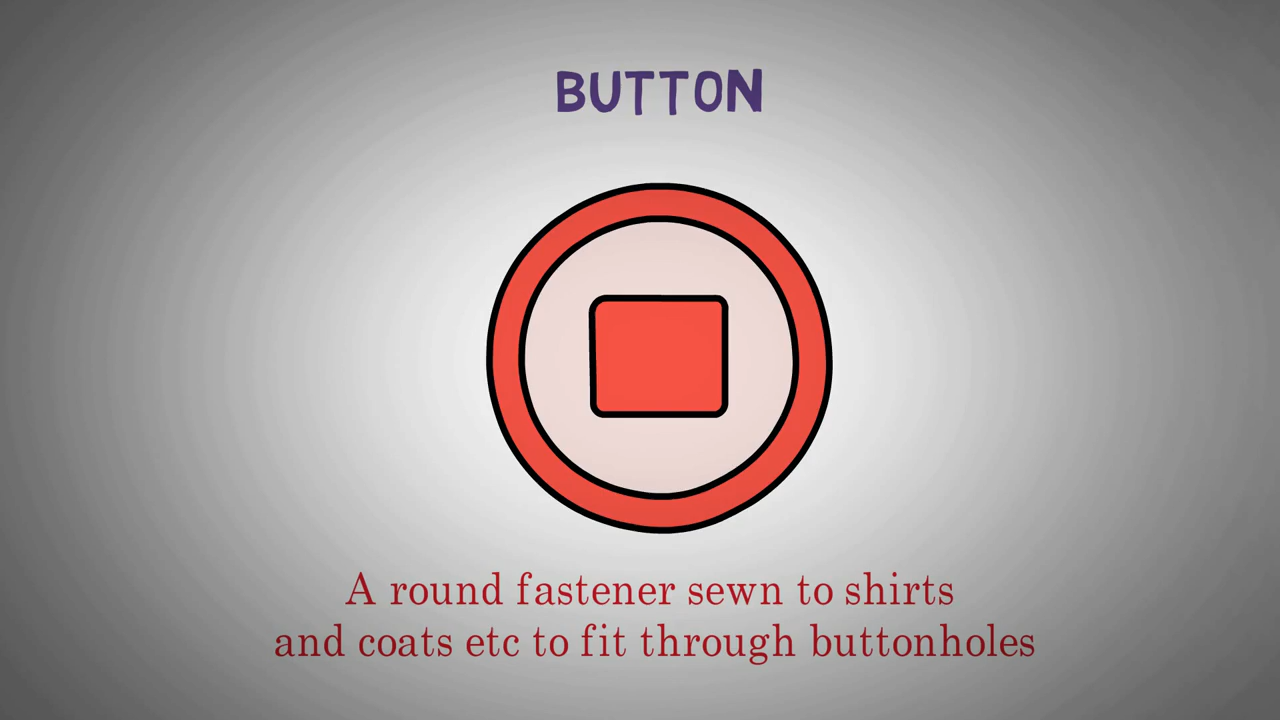 BUTTON
A round fastener sewn to shirts
and coats etc to fit through buttonholes